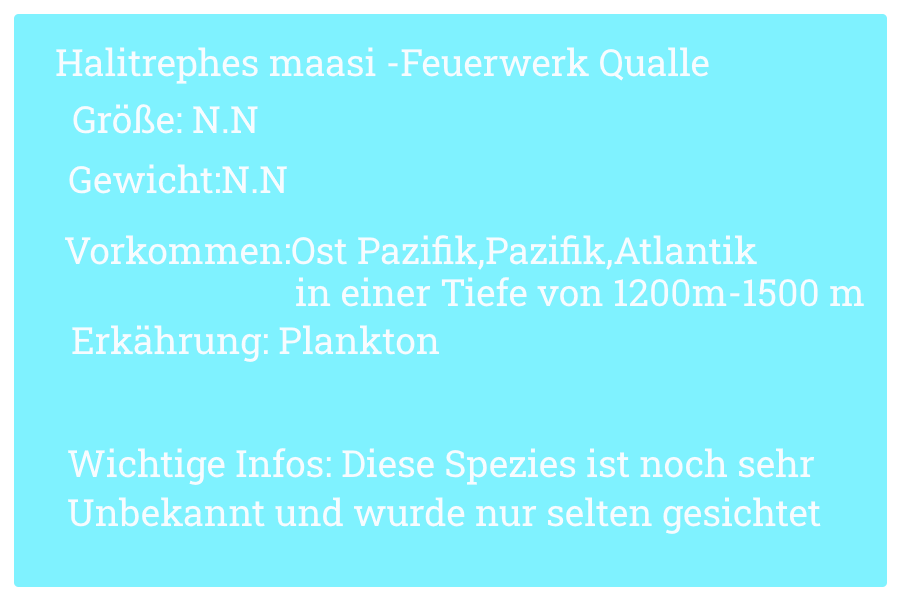 Halitrephes maasi -Feuerwerk Qualle
Größe: N.N
Gewicht:N.N
Vorkommen:Ost Pazifik,Pazifik,Atlantik
in einer Tiefe von 1200m-1500 m
Erkährung: Plankton
Wichtige Infos: Diese Spezies ist noch sehr
Unbekannt und wurde nur selten gesichtet